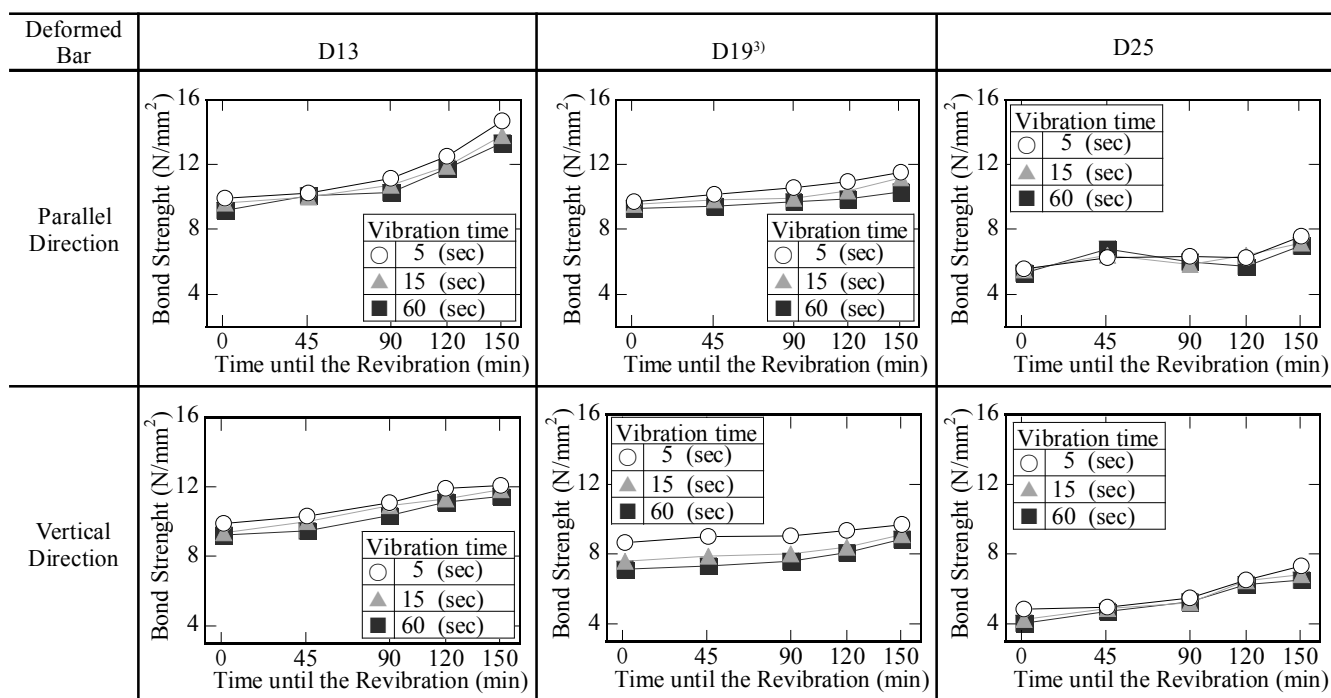 Deformed
Bar
D13
D19³⁾
D25
Parallel
Direction
Bond Strenght (N/mm²)
16
12
8
4
Vibration time
5 (sec)
15 (sec)
60 (sec)
0 45 90 120 150
Time until the Revibration (min)
Bond Strenght (N/mm²)
16
12
8
4
Vibration time
5 (sec)
15 (sec)
60 (sec)
0 45 90 120 150
Time until the Revibration (min)
Bond Strenght (N/mm²)
16
12
8
4
Vibration time
5 (sec)
15 (sec)
60 (sec)
0 45 90 120 150
Time until the Revibration (min)
Vertical
Direction
Bond Strenght (N/mm²)
16
12
8
4
Vibration time
5 (sec)
15 (sec)
60 (sec)
0 45 90 120 150
Time until the Revibration (min)
Bond Strenght (N/mm²)
16
12
8
4
Vibration time
5 (sec)
15 (sec)
60 (sec)
0 45 90 120 150
Time until the Revibration (min)
Bond Strenght (N/mm²)
16
12
8
4
Vibration time
5 (sec)
15 (sec)
60 (sec)
0 45 90 120 150
Time until the Revibration (min)